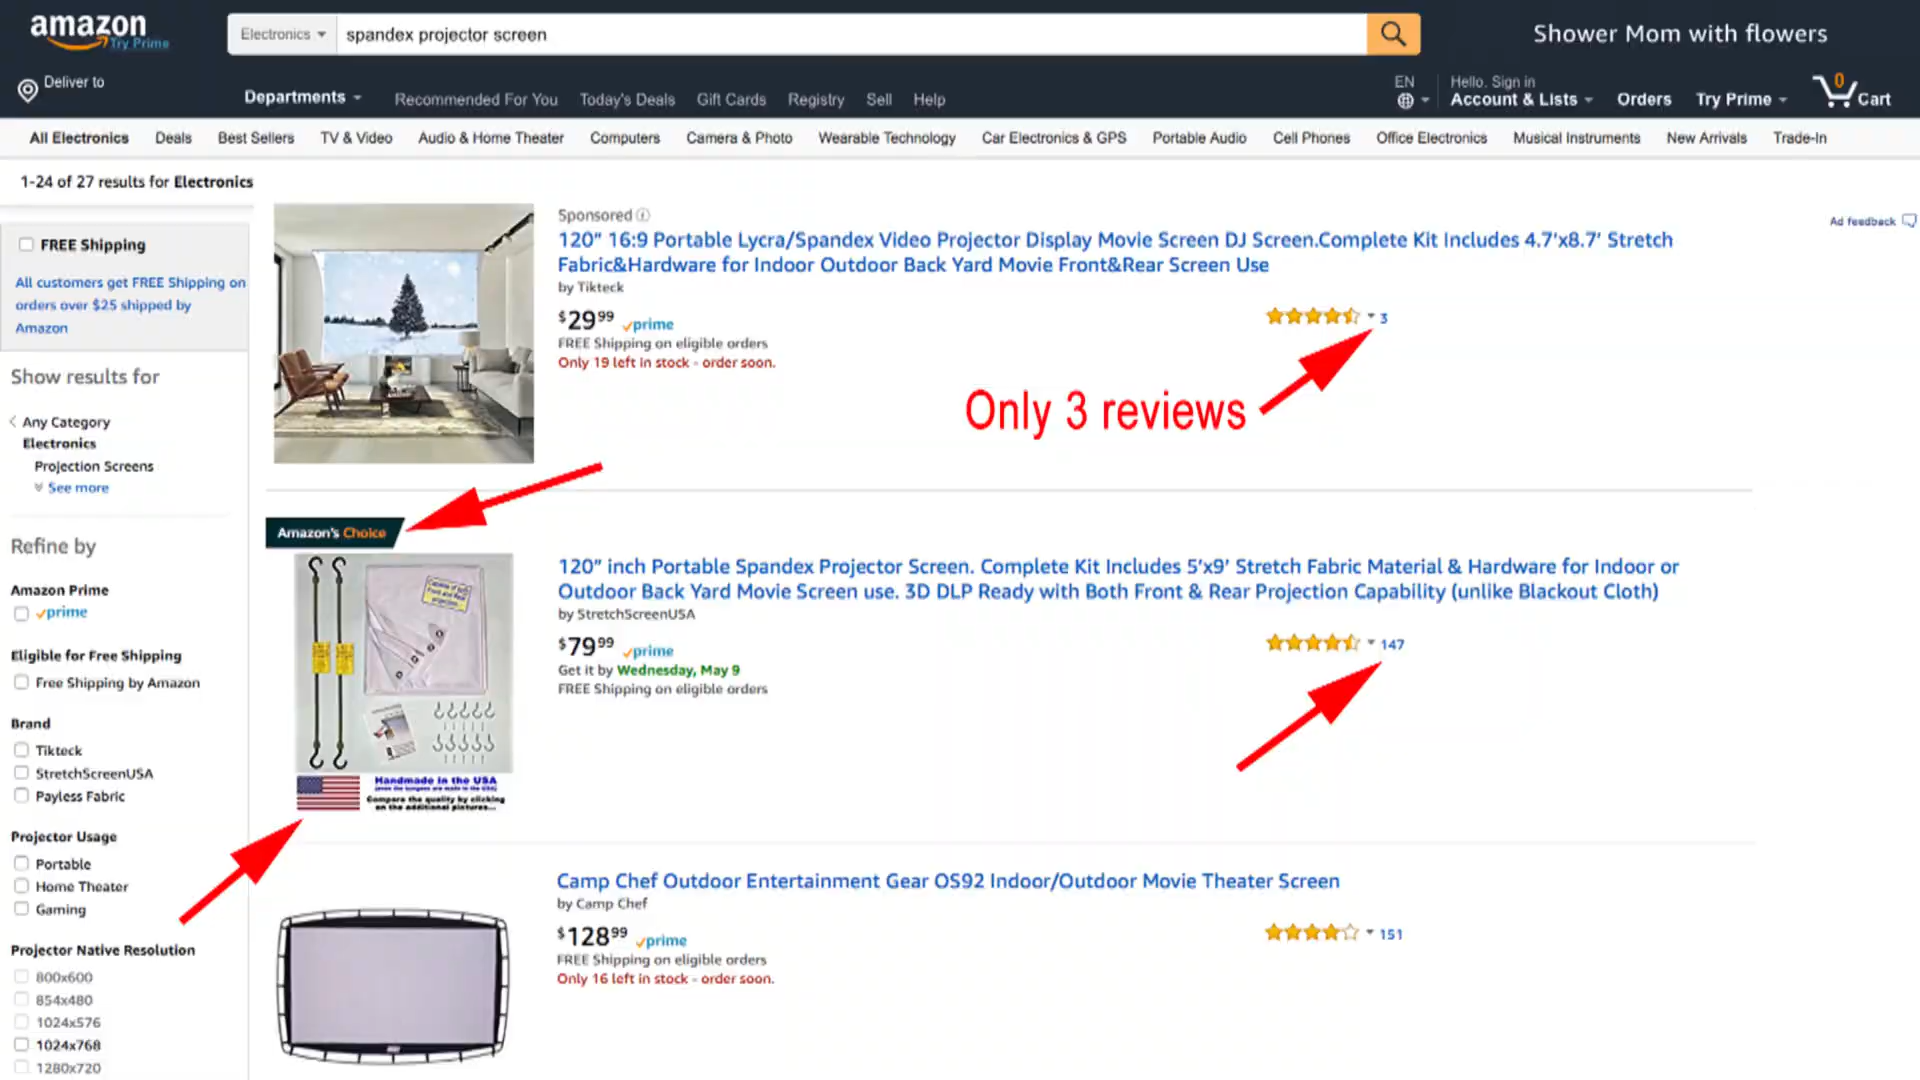 amazon
Try Prime
Electronics
spandex projector screen
Shower Mom with flowers
Deliver to
Departments
Recommended For You
Today's Deals
Gift Cards
Registry
Sell
Help
EN
Hello. Sign in
Account & Lists
Orders
Try Prime
0
Cart
All Electronics
Deals
Best Sellers
TV & Video
Audio & Home Theater
Computers
Camera & Photo
Wearable Technology
Car Electronics & GPS
Portable Audio
Cell Phones
Office Electronics
Musical Instruments
New Arrivals
Trade-In
1-24 of 27 results for Electronics
FREE Shipping
All customers get FREE Shipping on
orders over $25 shipped by
Amazon
Show results for
Any Category
Electronics
Projection Screens
See more
Refine by
Amazon Prime
prime
Eligible for Free Shipping
Free Shipping by Amazon
Brand
Tikteck
StretchScreenUSA
Payless Fabric
Projector Usage
Portable
Home Theater
Gaming
Projector Native Resolution
800x600
854x480
1024x576
1024x768
1280x720
Sponsored
Ad feedback
120" 16:9 Portable Lycra/Spandex Video Projector Display Movie Screen DJ Screen.Complete Kit Includes 4.7'x8.7' Stretch
Fabric&Hardware for Indoor Outdoor Back Yard Movie Front&Rear Screen Use
by Tikteck
$29 99 prime
3
FREE Shipping on eligible orders
Only 19 left in stock - order soon.
Only 3 reviews
Amazon's Choice
120" inch Portable Spandex Projector Screen. Complete Kit Includes 5'x9' Stretch Fabric Material & Hardware for Indoor or
Outdoor Back Yard Movie Screen use. 3D DLP Ready with Both Front & Rear Projection Capability (unlike Blackout Cloth)
by StretchScreenUSA
$79 99 prime
147
Get it by Wednesday, May 9
FREE Shipping on eligible orders
Handmade in the USA
Compare the quality by clicking
on the additional pictures...
Camp Chef Outdoor Entertainment Gear OS92 Indoor/Outdoor Movie Theater Screen
by Camp Chef
$128 99 prime
151
FREE Shipping on eligible orders
Only 16 left in stock - order soon.